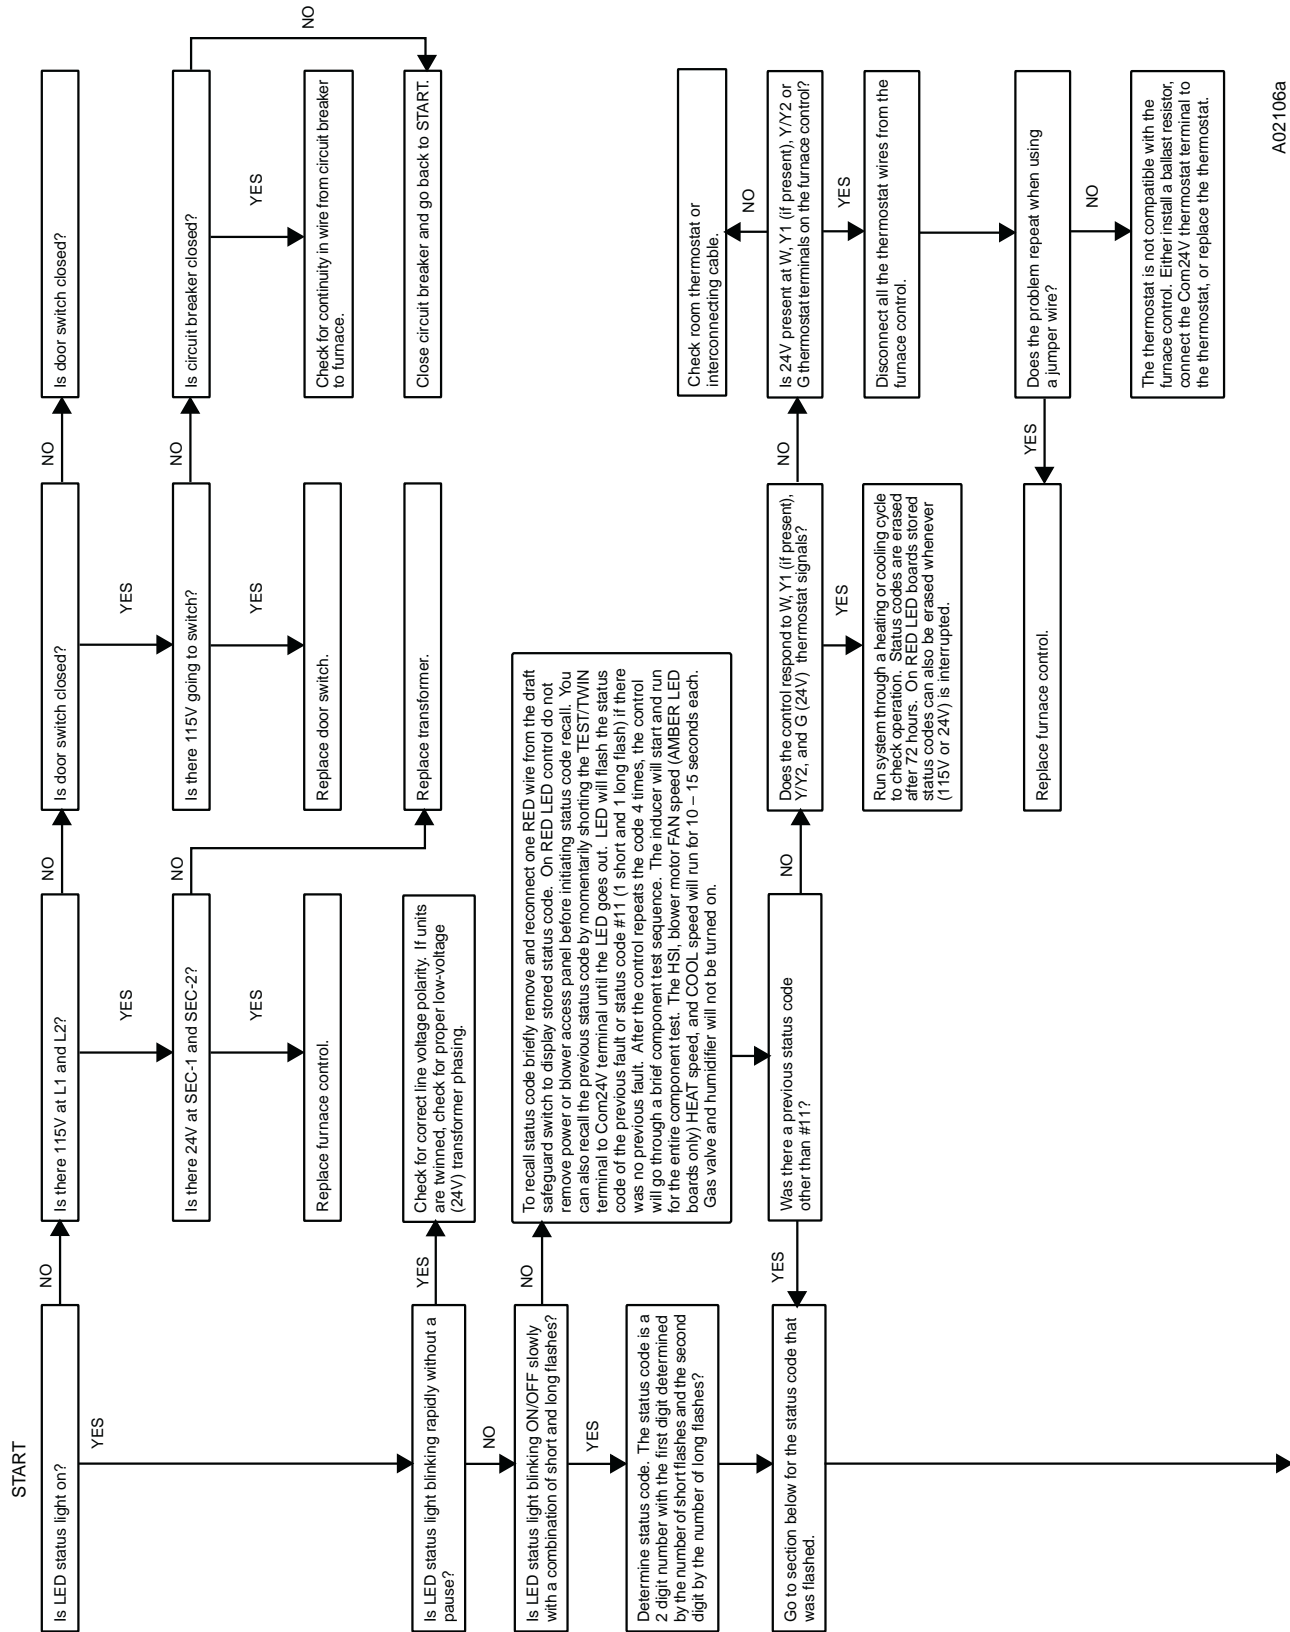 START
Is LED status light on?
NO
YES
Is there 115V at L1 and L2?
NO
YES
Is door switch closed?
NO
YES
Is door switch closed?
Is there 24V at SEC-1 and SEC-2?
NO
YES
Is there 115V going to switch?
NO
YES
Is circuit breaker closed?
NO
YES
Replace furnace control.
Replace door switch.
Check for continuity in wire from circuit breaker
to furnace.
Is LED status light blinking rapidly without a
pause?
YES
NO
Check for correct line voltage polarity. If units
are twinned, check for proper low-voltage
(24V) transformer phasing.
Replace transformer.
Close circuit breaker and go back to START.
Is LED status light blinking ON/OFF slowly
with a combination of short and long flashes?
NO
YES
To recall status code briefly remove and reconnect one RED wire from the draft
safeguard switch to display stored status code. On RED LED control do not
remove power or blower access panel before initiating status code recall. You
can also recall the previous status code by momentarily shorting the TEST/TWIN
terminal to Com24V terminal until the LED goes out. LED will flash the status
code of the previous fault or status code #11 (1 short and 1 long flash) if there
was no previous fault. After the control repeats the code 4 times, the control
will go through a brief component test sequence. The inducer will start and run
for the entire component test. The HSI, blower motor FAN speed (AMBER LED
boards only) HEAT speed, and COOL speed will run for 10 – 15 seconds each.
Gas valve and humidifier will not be turned on.
Determine status code. The status code is a
2 digit number with the first digit determined
by the number of short flashes and the second
digit by the number of long flashes?
Go to section below for the status code that
was flashed.
YES
Was there a previous status code
other than #11?
NO
Does the control respond to W, Y1 (if present),
Y/Y2, and G (24V) thermostat signals?
NO
YES
Is 24V present at W, Y1 (if present), Y/Y2 or
G thermostat terminals on the furnace control?
NO
YES
Check room thermostat or
interconnecting cable.
Run system through a heating or cooling cycle
to check operation. Status codes are erased
after 72 hours. On RED LED boards stored
status codes can also be erased whenever
(115V or 24V) is interrupted.
Disconnect all the thermostat wires from the
furnace control.
Replace furnace control.
YES
Does the problem repeat when using
a jumper wire?
NO
The thermostat is not compatible with the
furnace control. Either install a ballast resistor,
connect the Com24V thermostat terminal to
the thermostat, or replace the thermostat.
A02106a